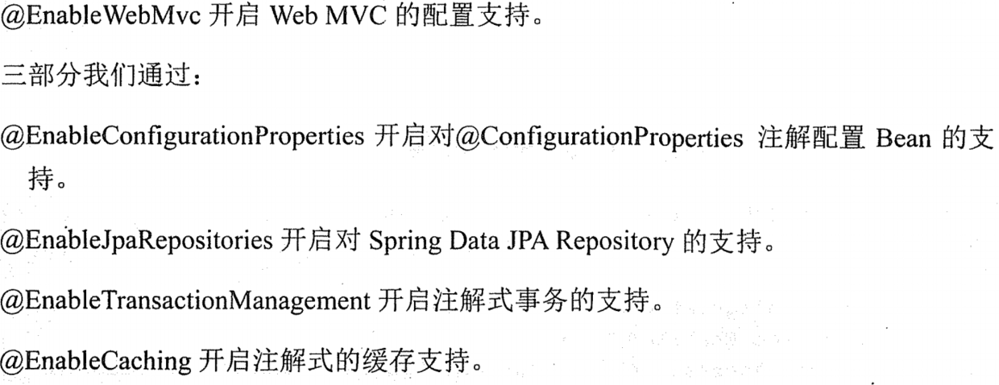 @EnableWebMvc 开启 Web MVC 的配置支持。
三部分我们通过：
@EnableConfigurationProperties 开启对@ConfigurationProperties 注解配置 Bean 的支
持。
@EnableJpaRepositories 开启对 Spring Data JPA Repository 的支持。
@EnableTransactionManagement 开启注解式事务的支持。
@EnableCaching 开启注解式的缓存支持。